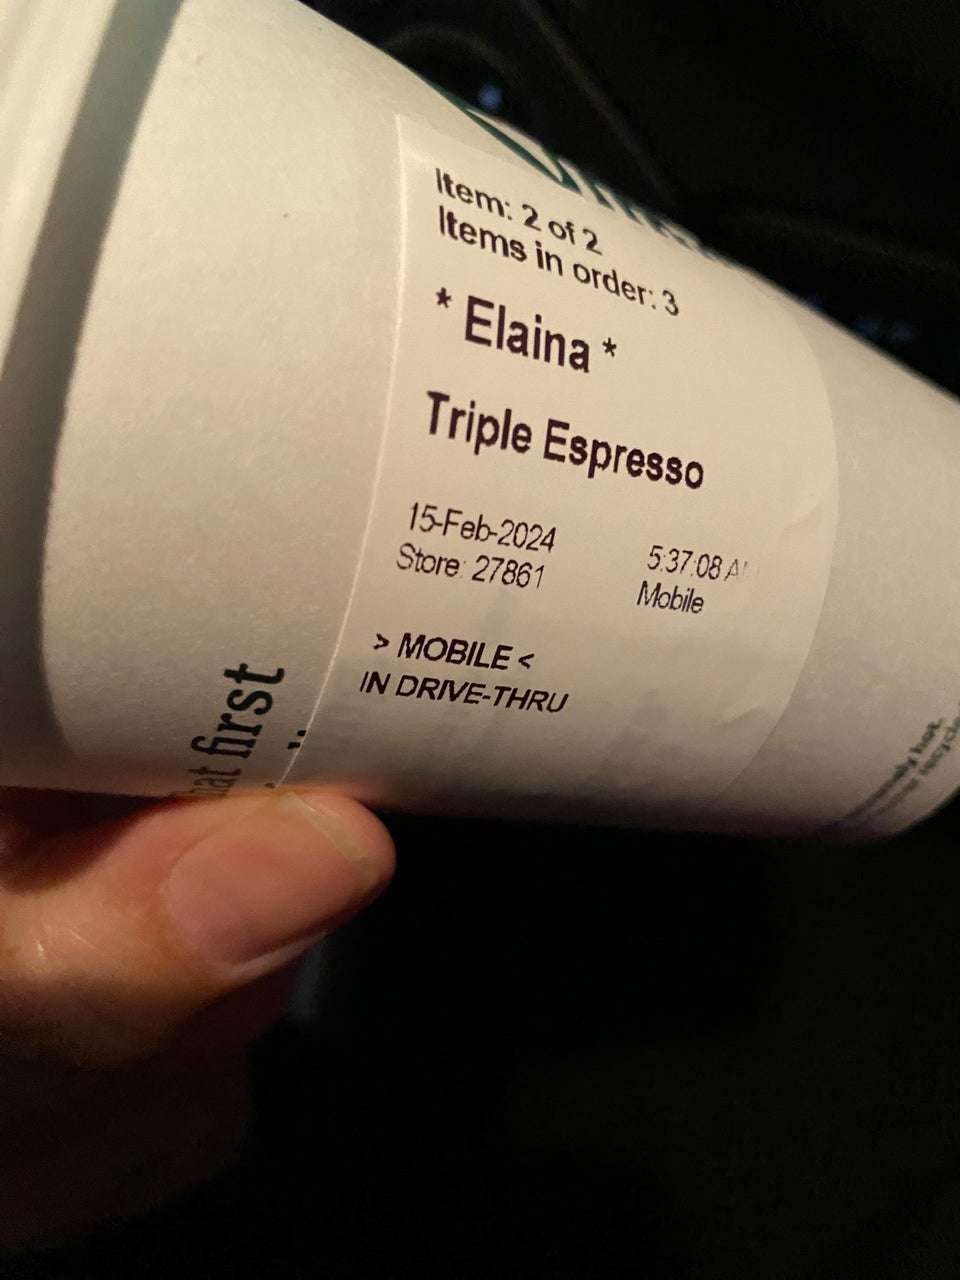 Item: 2 of 2
Items in order: 3
* Elaina *
Triple Espresso
15-Feb-2024 5:37:08 AM
Store: 27861 Mobile
> MOBILE <
IN DRIVE-THRU
first